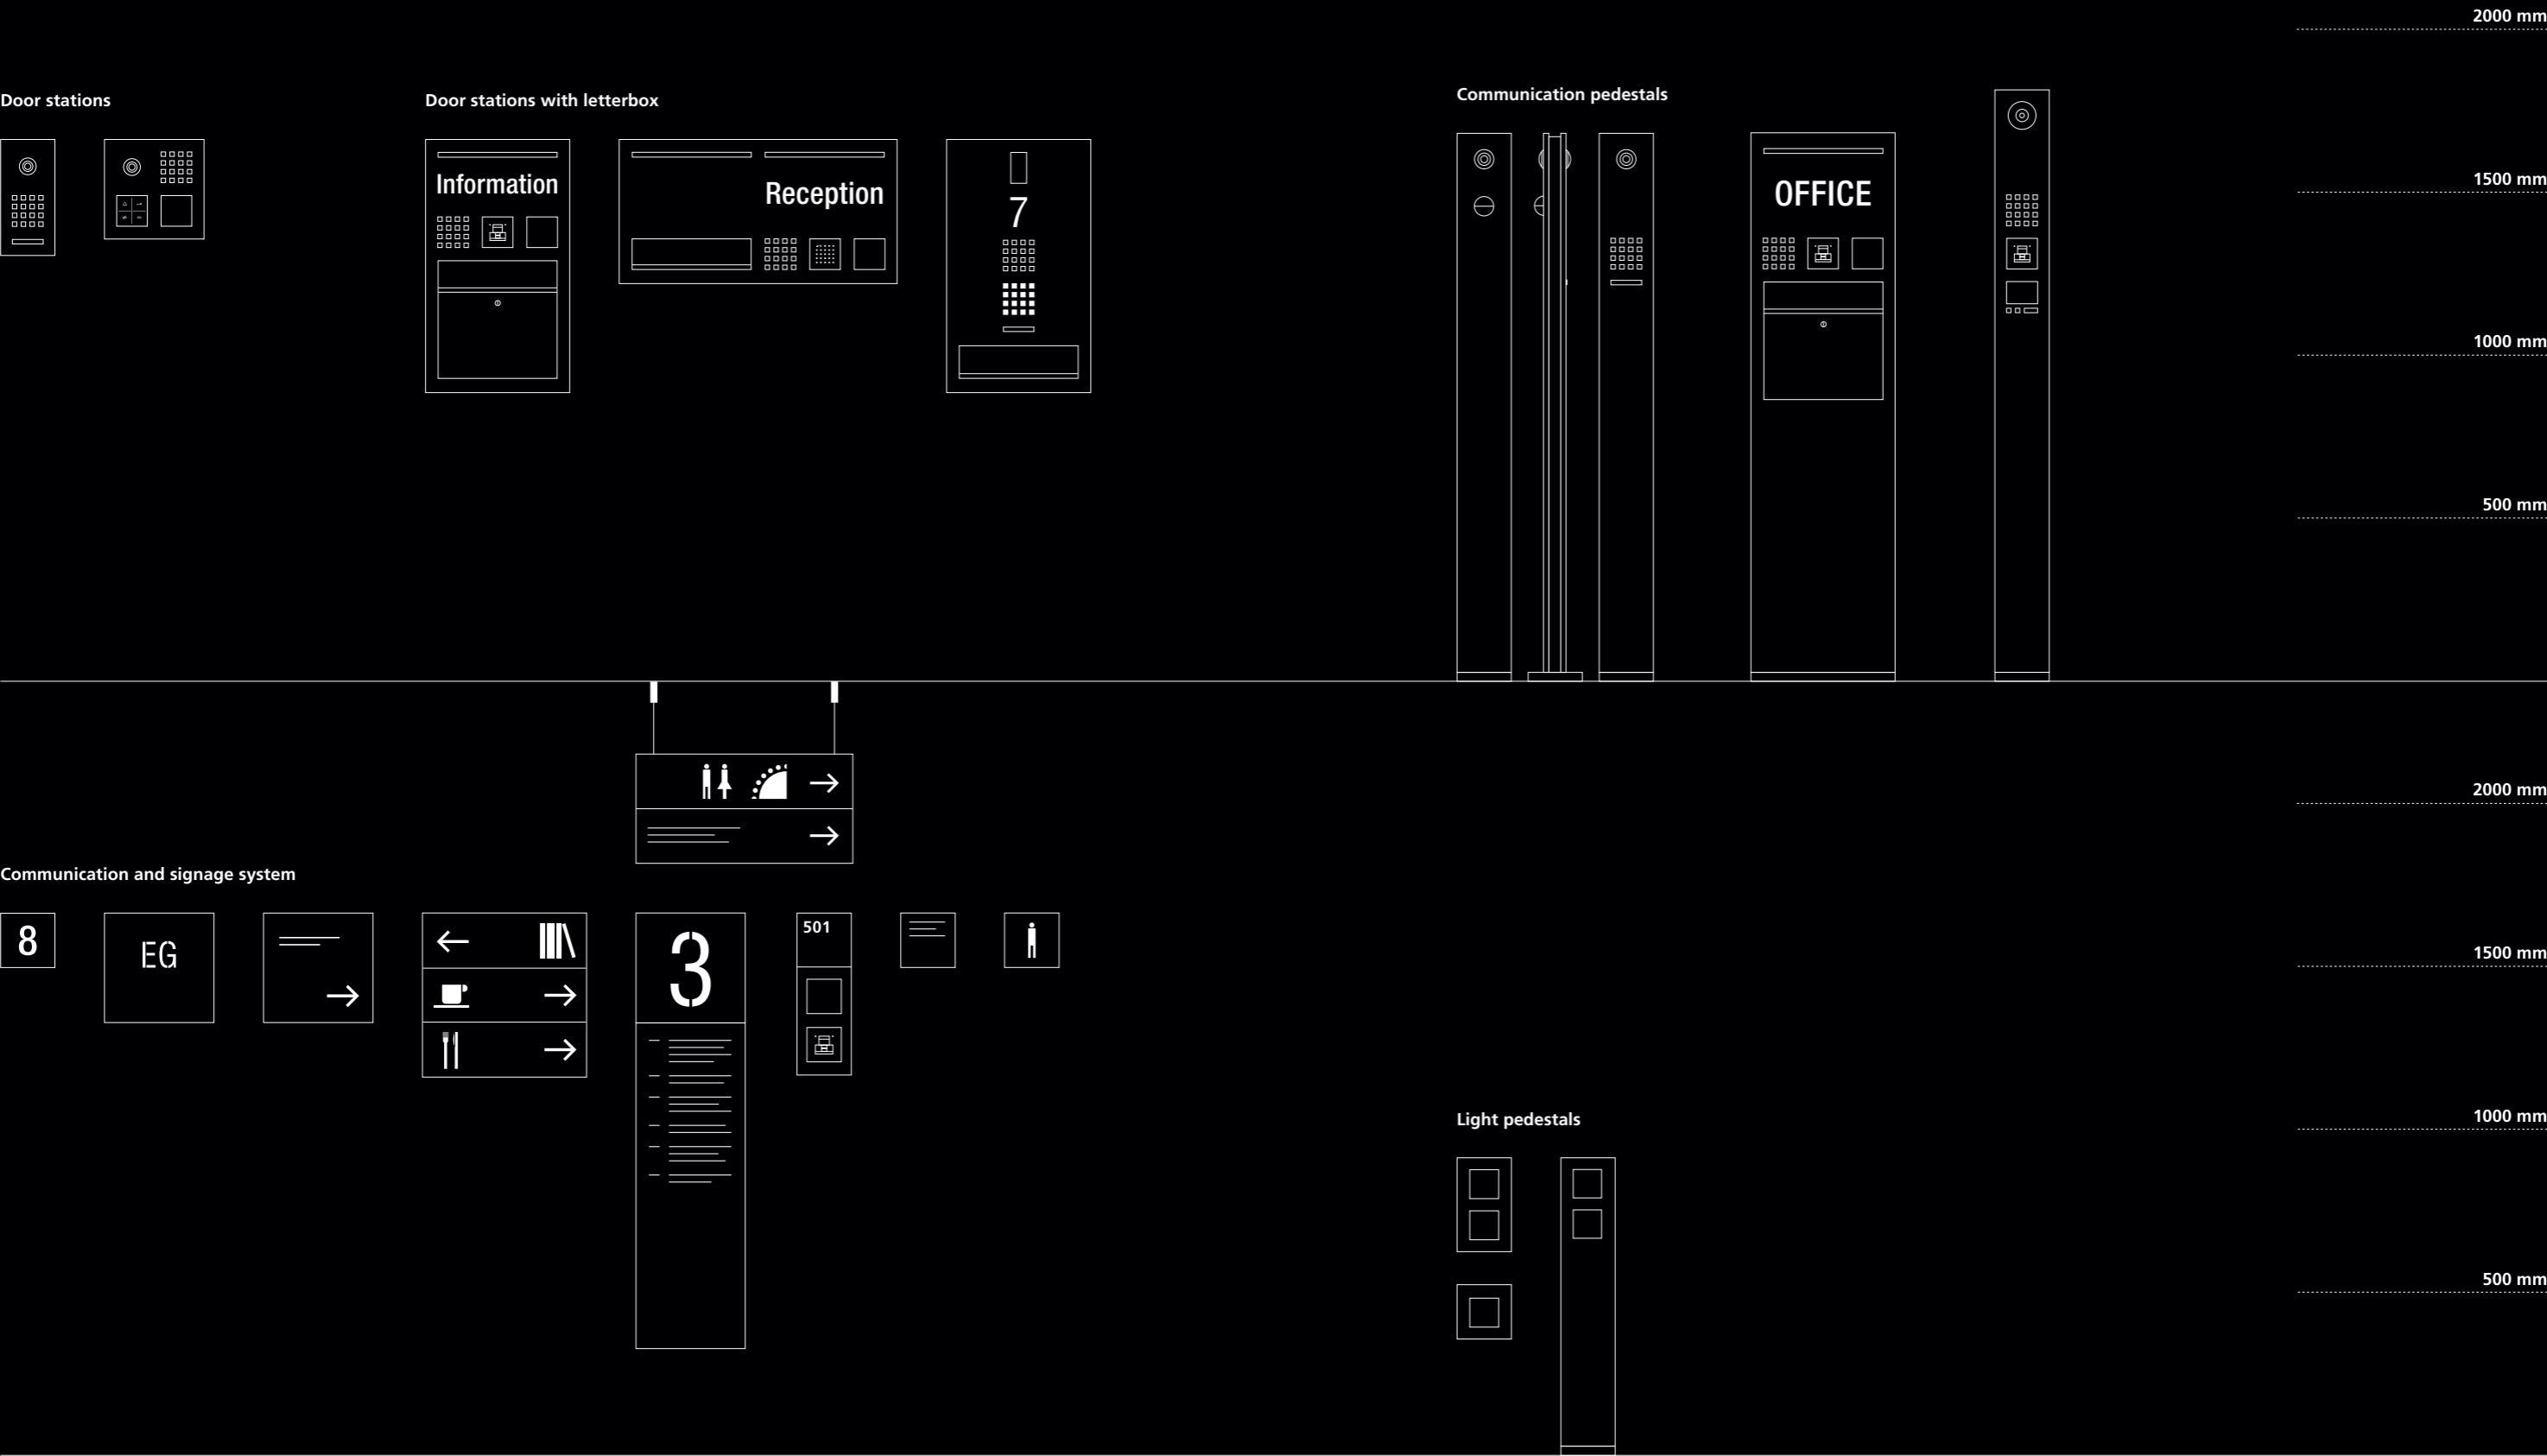 2000 mm
Door stations
Door stations with letterbox
Communication pedestals
Information
Reception
7
OFFICE
1500 mm
1000 mm
500 mm
2000 mm
Communication and signage system
8
EG
3
501
1500 mm
1000 mm
Light pedestals
500 mm